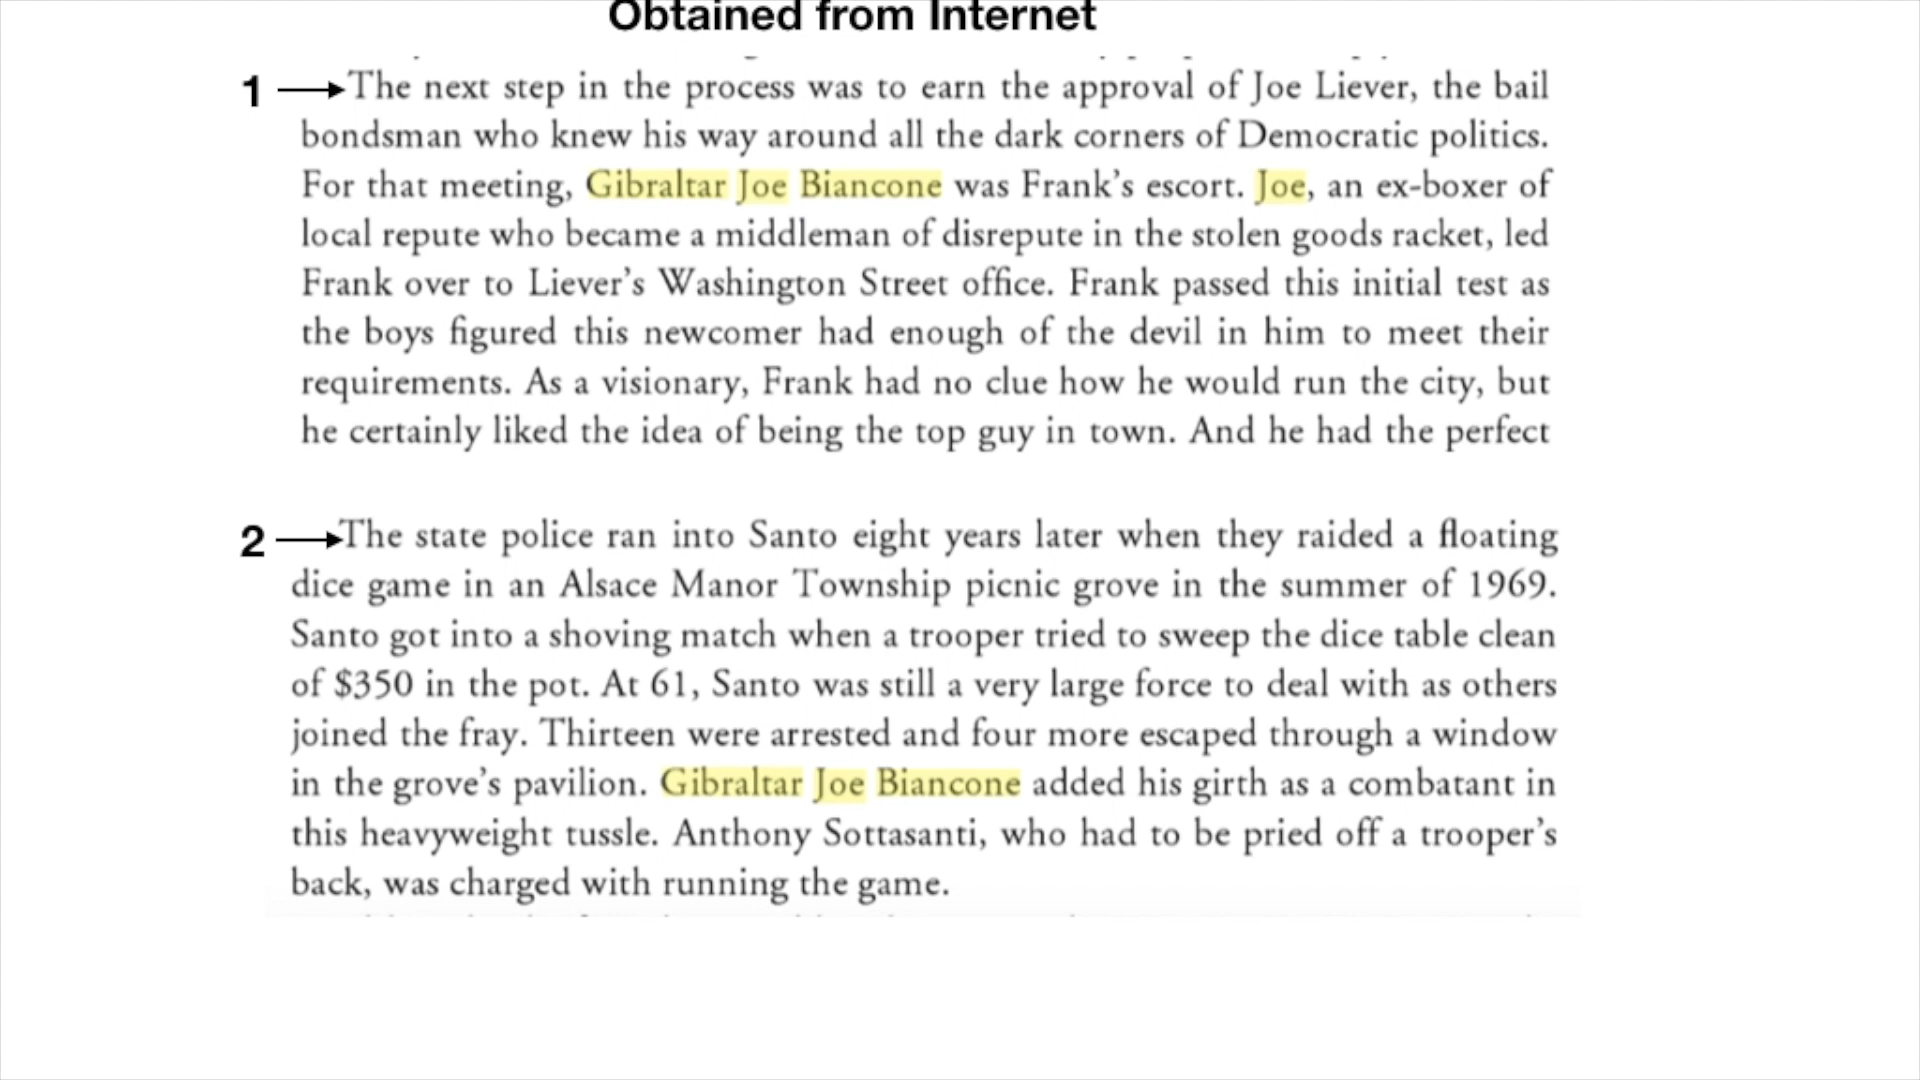 Obtained from Internet
1 The next step in the process was to earn the approval of Joe Liever, the bail
bondsman who knew his way around all the dark corners of Democratic politics.
For that meeting, Gibraltar Joe Biancone was Frank's escort. Joe, an ex-boxer of
local repute who became a middleman of disrepute in the stolen goods racket, led
Frank over to Liever's Washington Street office. Frank passed this initial test as
the boys figured this newcomer had enough of the devil in him to meet their
requirements. As a visionary, Frank had no clue how he would run the city, but
he certainly liked the idea of being the top guy in town. And he had the perfect
2 The state police ran into Santo eight years later when they raided a floating
dice game in an Alsace Manor Township picnic grove in the summer of 1969.
Santo got into a shoving match when a trooper tried to sweep the dice table clean
of $350 in the pot. At 61, Santo was still a very large force to deal with as others
joined the fray. Thirteen were arrested and four more escaped through a window
in the grove's pavilion. Gibraltar Joe Biancone added his girth as a combatant in
this heavyweight tussle. Anthony Sottasanti, who had to be pried off a trooper's
back, was charged with running the game.